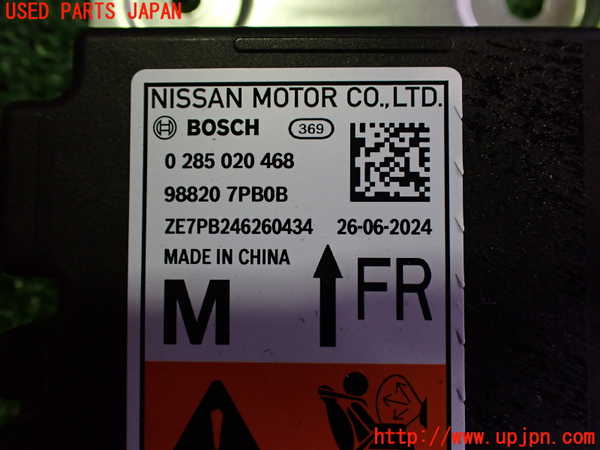 USED PARTS JAPAN
NISSAN MOTOR CO.,LTD.
BOSCH 369
0 285 020 468
98820 7PB0B
ZE7PB246260434 26-06-2024
MADE IN CHINA
M FR
http://www.upjpn.com